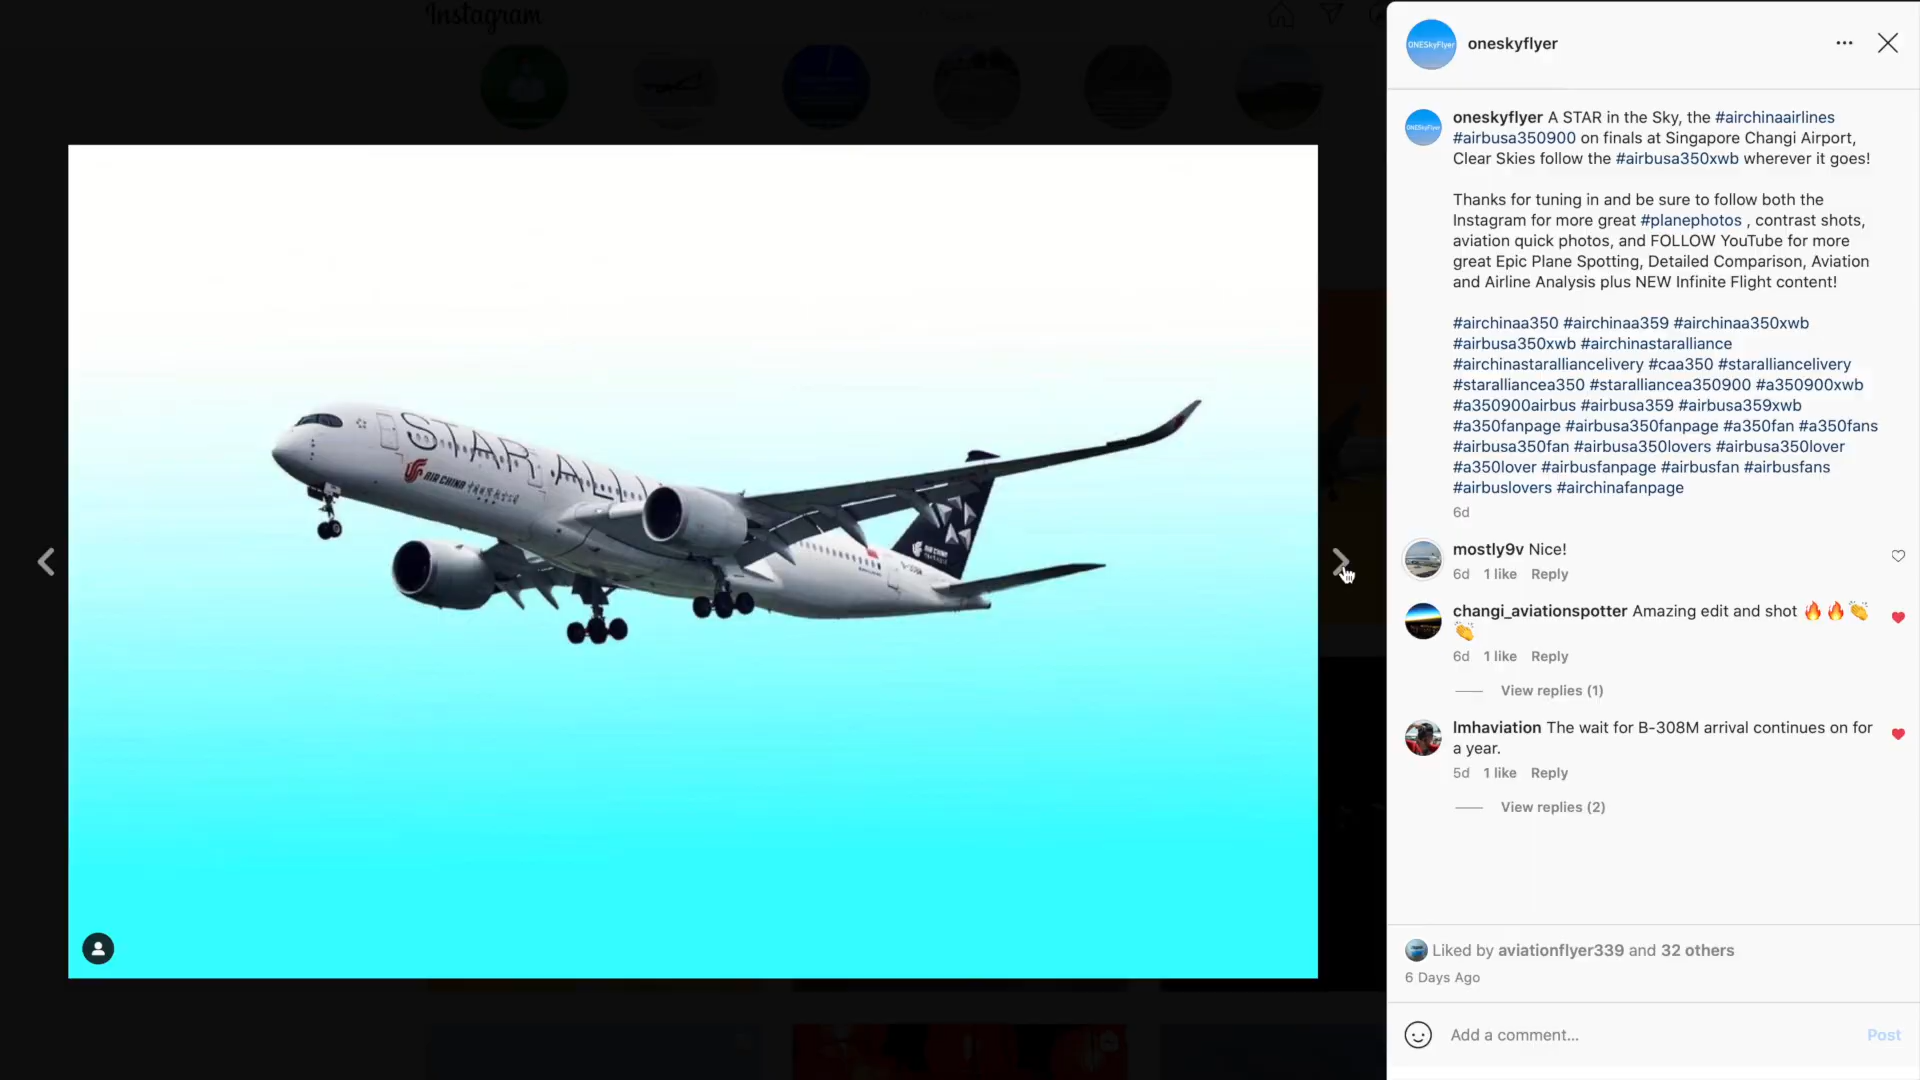 Instagram
STAR ALLI
AIR CHINA
AIR CHINA
ONESkyFlyer
oneskyflyer
ONESkyFlyer
oneskyflyer A STAR in the Sky, the #airchinaairlines
#airbusa350900 on finals at Singapore Changi Airport,
Clear Skies follow the #airbusa350xwb wherever it goes!
Thanks for tuning in and be sure to follow both the
Instagram for more great #planephotos , contrast shots,
aviation quick photos, and FOLLOW YouTube for more
great Epic Plane Spotting, Detailed Comparison, Aviation
and Airline Analysis plus NEW Infinite Flight content!
#airchinaa350 #airchinaa359 #airchinaa350xwb
#airbusa350xwb #airchinastaralliance
#airchinastaralliancelivery #caa350 #staralliancelivery
#staralliancea350 #staralliancea350900 #a350900xwb
#a350900airbus #airbusa359 #airbusa359xwb
#a350fanpage #airbusa350fanpage #a350fan #a350fans
#airbusa350fan #airbusa350lovers #airbusa350lover
#a350lover #airbusfanpage #airbusfan #airbusfans
#airbuslovers #airchinafanpage
6d
mostly9v Nice!
6d 1 like Reply
changi_aviationspotter Amazing edit and shot 🔥🔥👏
👏
6d 1 like Reply
View replies (1)
lmhaviation The wait for B-308M arrival continues on for
a year.
5d 1 like Reply
View replies (2)
Liked by aviationflyer339 and 32 others
6 Days Ago
Add a comment...
Post